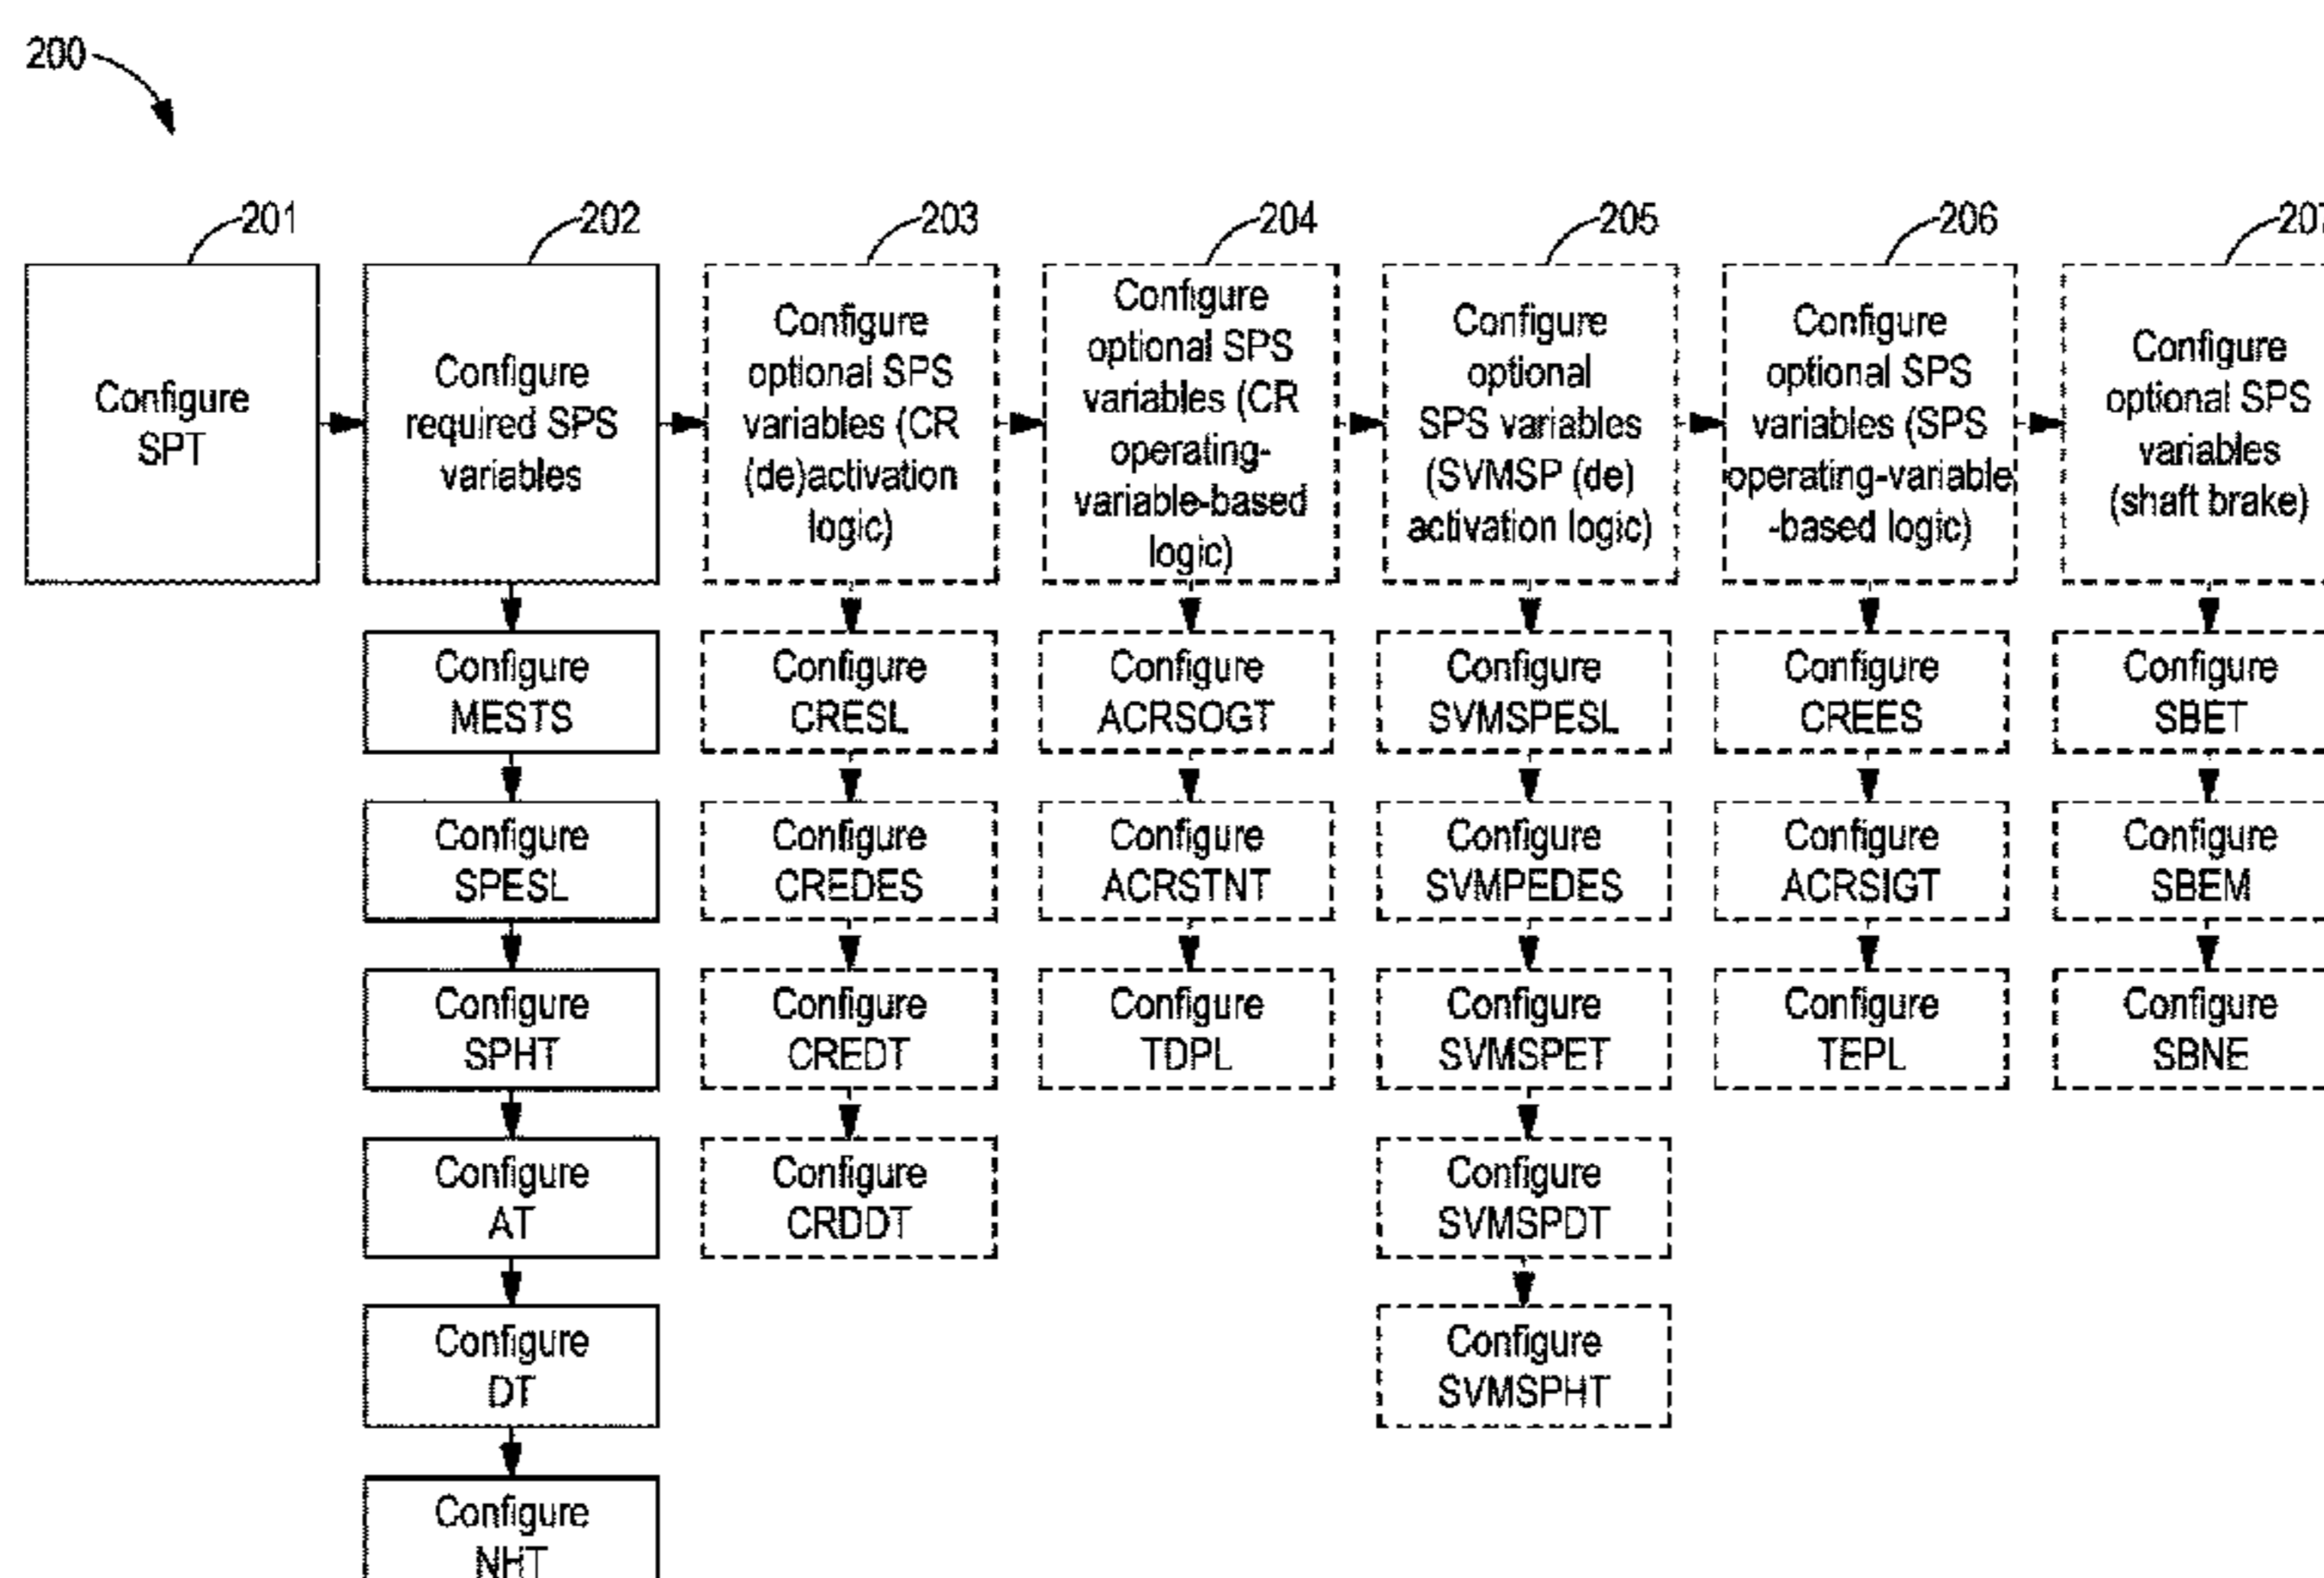 200
201
202
203
204
205
206
Configure
SPT
Configure
required SPS
variables
Configure
optional SPS
variables (CR
(de)activation
logic)
Configure
optional SPS
variables (CR
operating-
variable-based
logic)
Configure
optional
SPS variables
(SVMSP (de)
activation logic)
Configure
optional SPS
variables (SPS
operating-variable
-based logic)
Configure
optional SPS
variables
(shaft brake)
Configure
MESTS
Configure
SPESL
Configure
SPHT
Configure
AT
Configure
DT
Configure
NHT
Configure
CRESL
Configure
CREDES
Configure
CREDT
Configure
CRDDT
Configure
ACRSOGT
Configure
ACRSTNT
Configure
TDPL
Configure
SVMSPESL
Configure
SVMPEDES
Configure
SVMSPET
Configure
SVMSPDT
Configure
SVMSPHT
Configure
CREES
Configure
ACRSIGT
Configure
TEPL
Configure
SBET
Configure
SBEM
Configure
SBNE